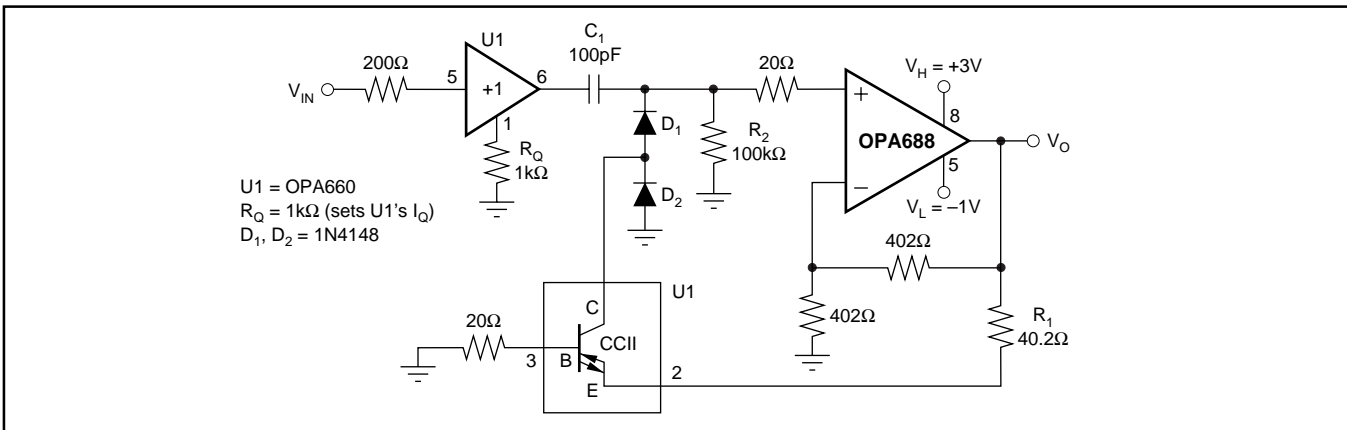 U1
C1
100pF
200Ω
5
+1
6
20Ω
VH = +3V
VIN
8
+
1
D1
R2
100kΩ
OPA688
VO
RQ
1kΩ
5
–
U1 = OPA660
D2
VL = –1V
RQ = 1kΩ (sets U1's IQ)
D1, D2 = 1N4148
402Ω
U1
C
20Ω
402Ω
R1
40.2Ω
CCII
3
B
2
E